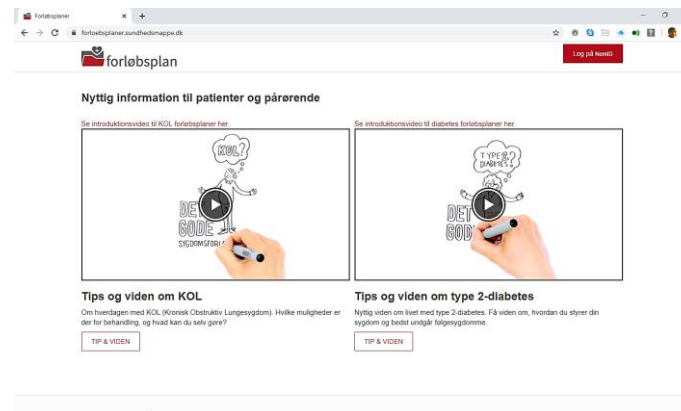 Forløbsplaner
forloebsplaner.sundhedsmappe.dk
forløbsplan
Log på NemID
Nyttig information til patienter og pårørende
Se introduktionsvideo til KOL forløbsplaner her.
KOL?
DET
GODE
SYGDOMSFORL
Tips og viden om KOL
Om hverdagen med KOL (Kronisk Obstruktiv Lungesygdom). Hvilke muligheder er
der for behandling, og hvad kan du selv gøre?
TIP & VIDEN
Se introduktionsvideo til diabetes forløbsplaner her.
TYPE 2
DIABETES?
DET
GOD
Tips og viden om type 2-diabetes
Nyttig viden om livet med type 2-diabetes. Få viden om, hvordan du styrer din
sygdom og bedst undgår følgesygdomme.
TIP & VIDEN